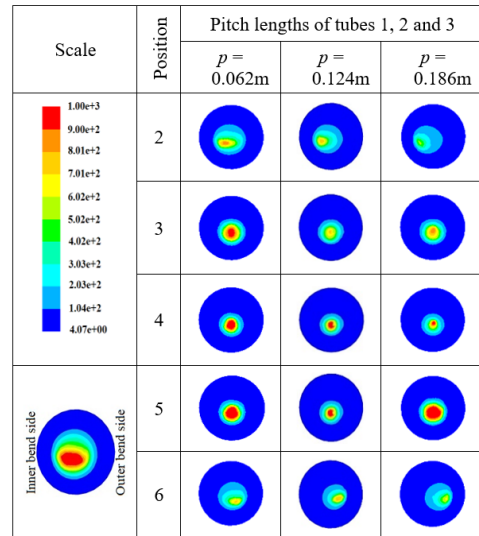 Scale
Position
Pitch lengths of tubes 1, 2 and 3
p =
0.062m
p =
0.124m
p =
0.186m
1.00e+3
9.00e+2
8.01e+2
7.01e+2
6.02e+2
5.02e+2
4.02e+2
3.03e+2
2.03e+2
1.04e+2
4.07e+00
2
3
4
Inner bend side
Outer bend side
5
6